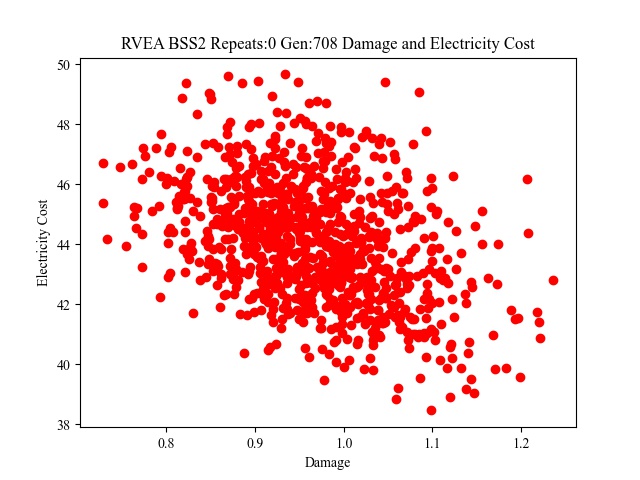 RVEA BSS2 Repeats:0 Gen:708 Damage and Electricity Cost
50
48
46
44
42
40
38
Electricity Cost
0.8 0.9 1.0 1.1 1.2
Damage